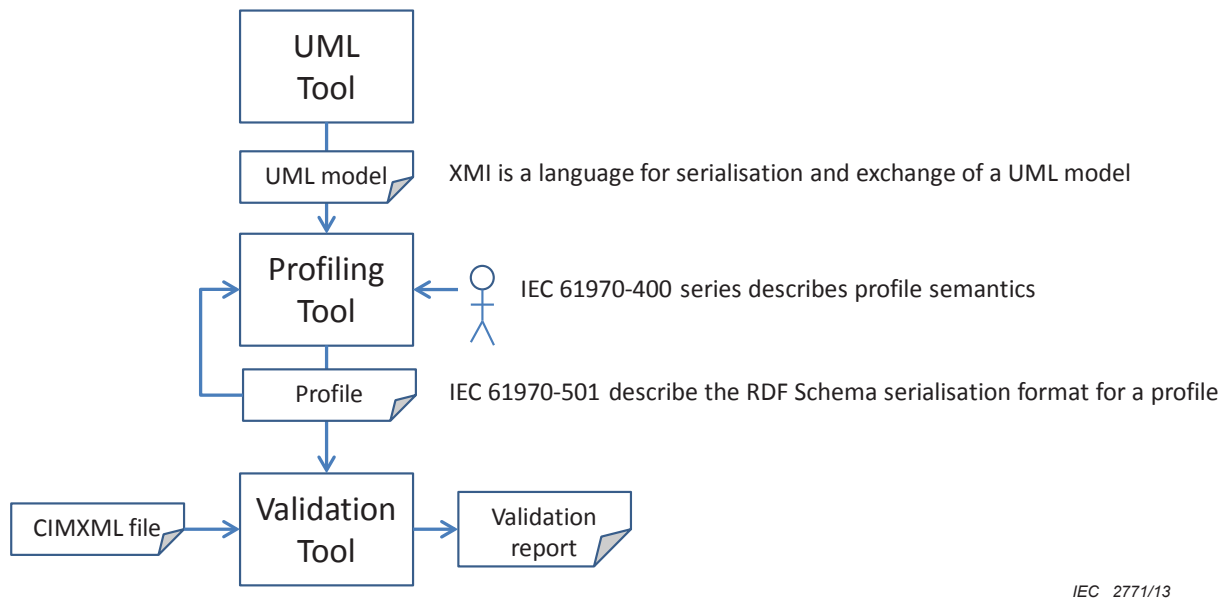 UML
Tool
UML model
XMI is a language for serialisation and exchange of a UML model
Profiling
Tool
IEC 61970-400 series describes profile semantics
Profile
IEC 61970-501 describe the RDF Schema serialisation format for a profile
CIMXML file
Validation
Tool
Validation
report
IEC 2771/13